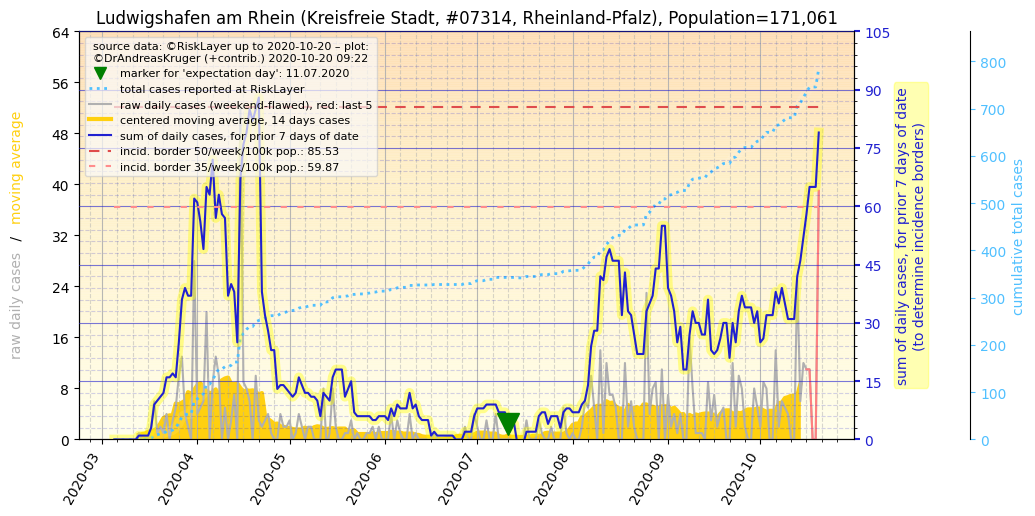 Ludwigshafen am Rhein (Kreisfreie Stadt, #07314, Rheinland-Pfalz), Population=171,061
source data: ©RiskLayer up to 2020-10-20 – plot:
©DrAndreasKruger (+contrib.) 2020-10-20 09:22
marker for 'expectation day': 11.07.2020
total cases reported at RiskLayer
raw daily cases (weekend-flawed), red: last 5
centered moving average, 14 days cases
sum of daily cases, for prior 7 days of date
incid. border 50/week/100k pop.: 85.53
incid. border 35/week/100k pop.: 59.87
raw daily cases / moving average
64
56
48
40
32
24
16
8
0
2020-03
2020-04
2020-05
2020-06
2020-07
2020-08
2020-09
2020-10
105
90
75
60
45
30
15
0
sum of daily cases, for prior 7 days of date
(to determine incidence borders)
800
700
600
500
400
300
200
100
0
cumulative total cases